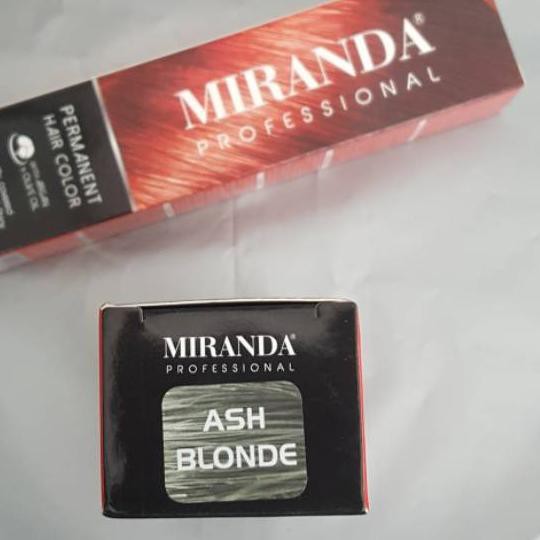 MIRANDA®
PROFESSIONAL
PERMANENT
HAIR COLOR
MIRANDA®
PROFESSIONAL
ASH
BLONDE